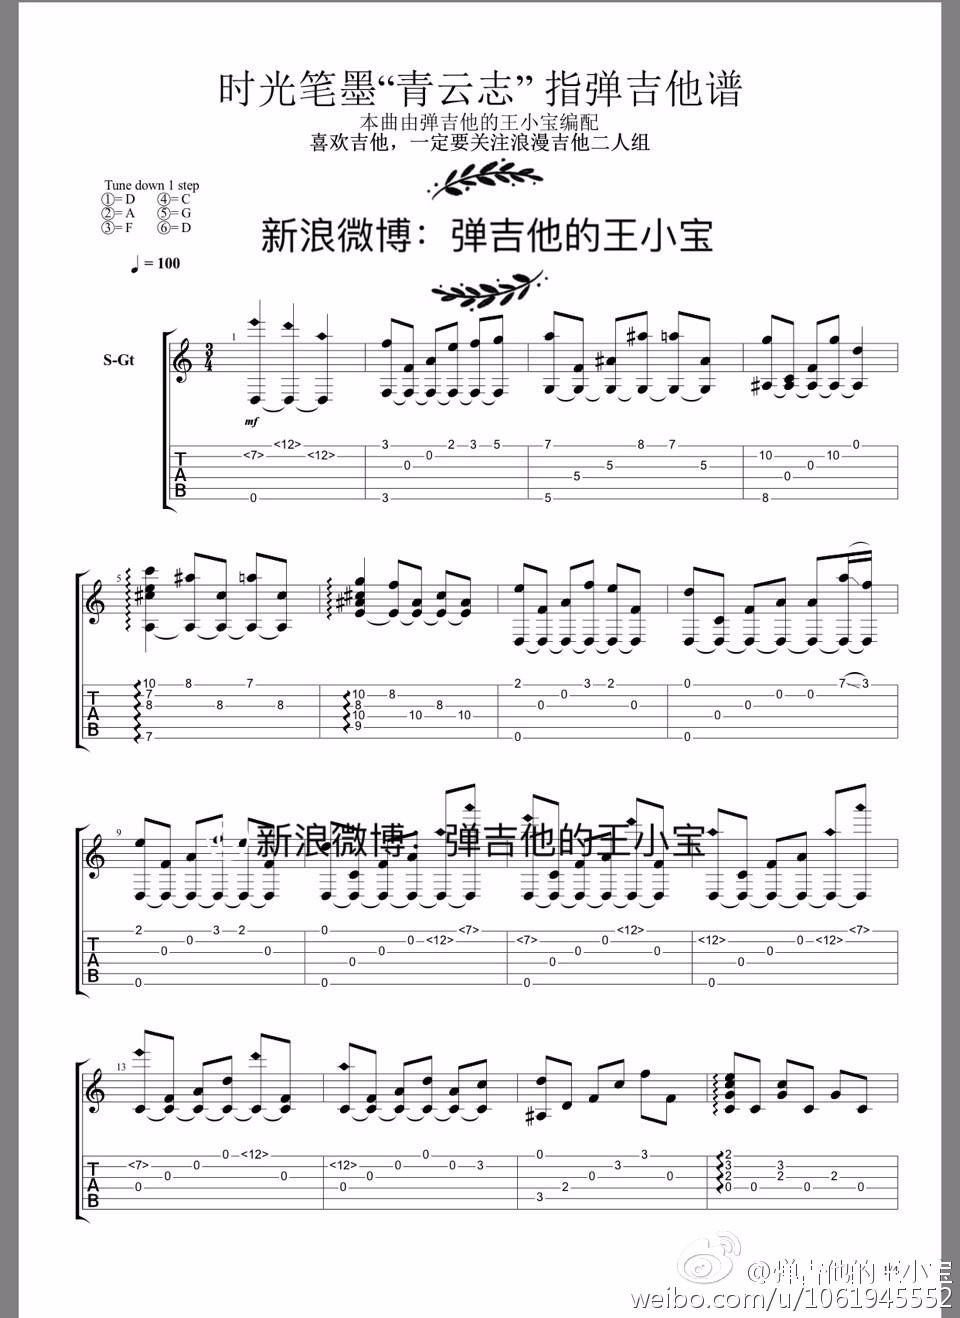 时光笔墨“青云志” 指弹吉他谱
本曲由弹吉他的王小宝编配
喜欢吉他，一定要关注浪漫吉他二人组
Tune down 1 step
①= D ④= C
②= A ⑤= G
③= F ⑥= D
新浪微博：弹吉他的王小宝
♩ = 100
S-Gt
1
3
4
mf
T
A
B
<7> <12> <12> 0
3 0 0 2 3 5 3
7 5 5 8 7 5 5
10 0 0 10 0 8
5
T
A
B
10 7 8 7 8 8 7 8
10 8 10 9 8 10 8 10
2 0 0 3 2 0 0
0 0 0 0 0 7 3 0
9
新浪微博：弹吉他的王小宝
T
A
B
2 0 0 3 2 0 0
0 0 0 0 <12> <7> 0
<7> 0 0 0 <12> 0 0
<12> 0 0 0 <12> <7> 0
13
T
A
B
<7> 0 0 0 0 <12> 0
<12> 0 0 0 0 0 3
0 3 2 0 3 3 0
2 3 2 0 0 3 2 0 2 0
@弹吉他的王小宝
weibo.com/u/1061945552